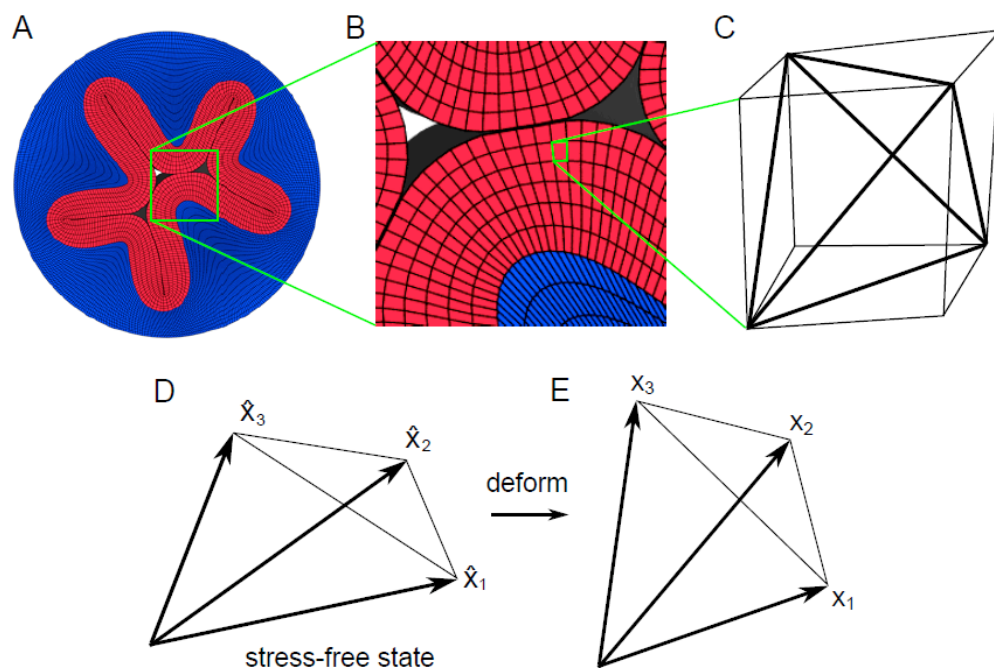 A
B
C
D
E
x̂₃
x̂₂
x̂₁
deform
x₃
x₂
x₁
stress-free state